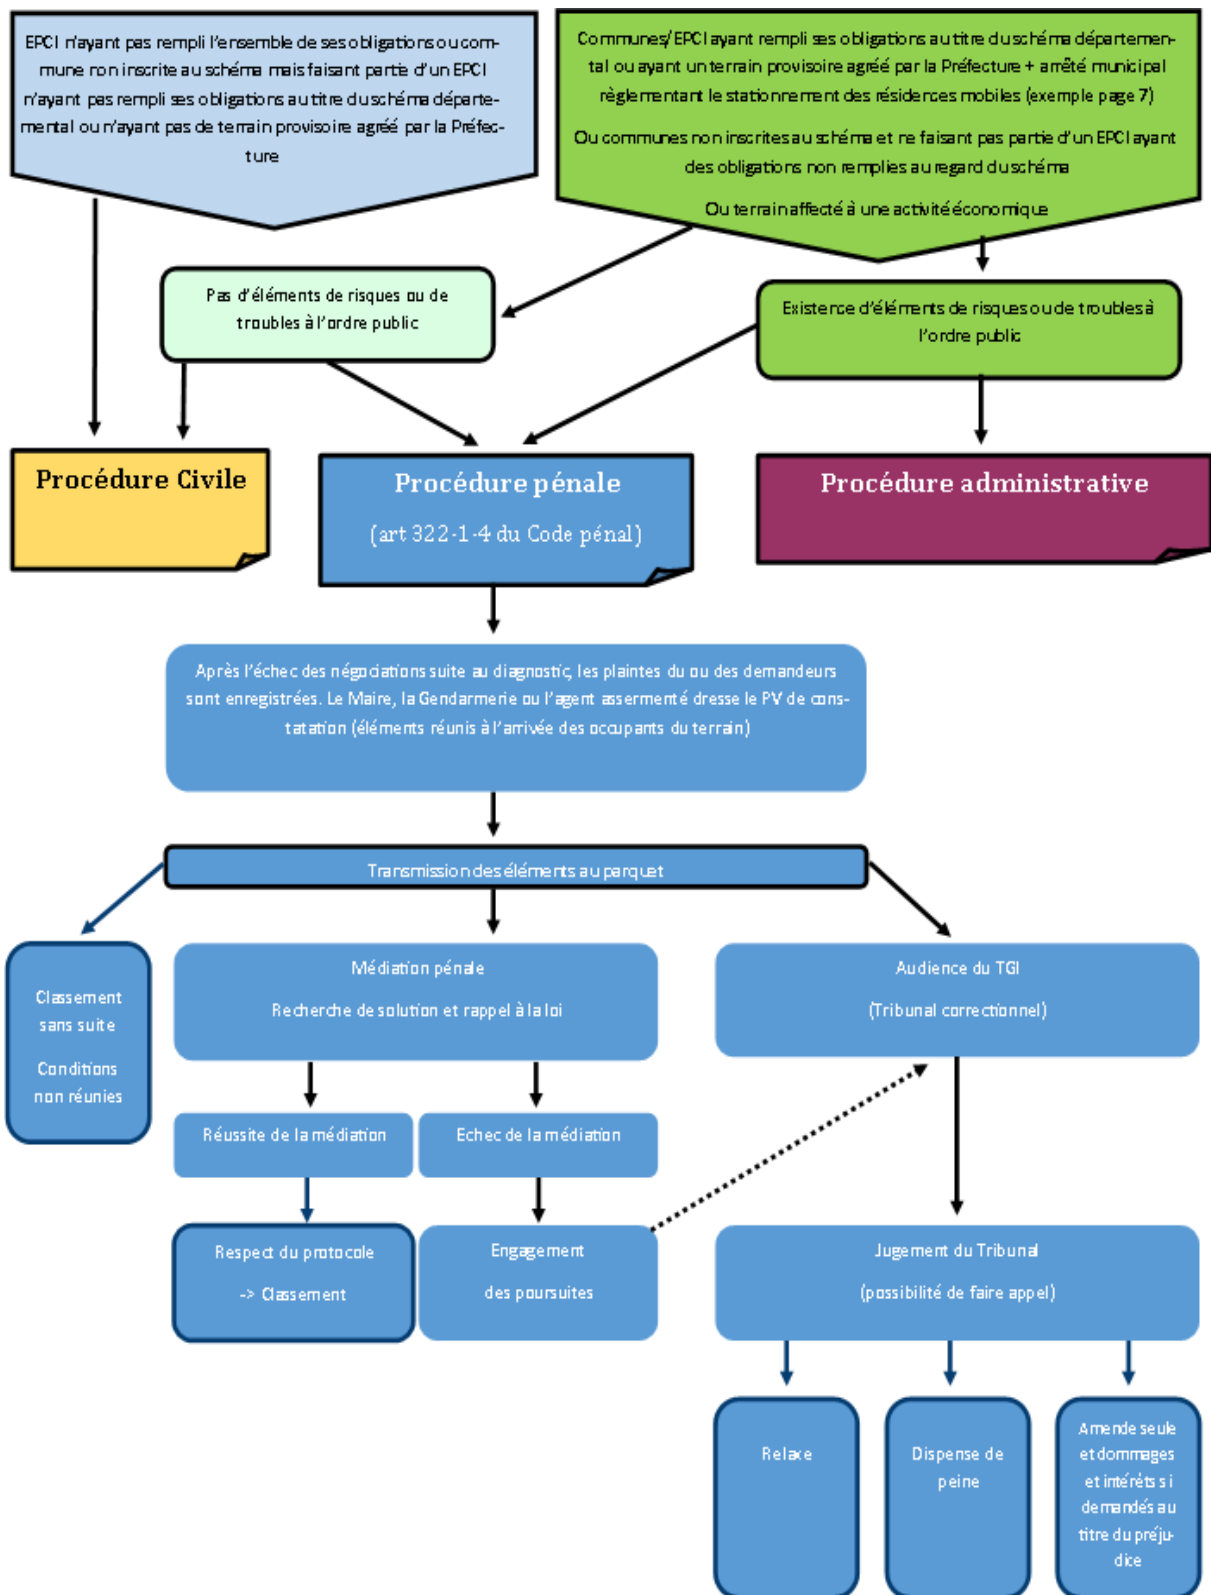 EPCI n'ayant pas rempli l'ensemble de ses obligations ou com-
mune non inscrite au schéma mais faisant partie d'un EPCI
n'ayant pas rempli ses obligations au titre du schéma départe-
mental ou n'ayant pas de terrain provisoire agréé par la Préfec-
ture
Communes/EPCI ayant rempli ses obligations au titre du schéma départemen-
tal ou ayant un terrain provisoire agréé par la Préfecture + arrêté municipal
règlementant le stationnement des résidences mobiles (exemple page 7)
Ou communes non inscrites au schéma et ne faisant pas partie d'un EPCI ayant
des obligations non remplies au regard du schéma
Ou terrain affecté à une activité économique
Pas d'éléments de risques ou de
troubles à l'ordre public
Existence d'éléments de risques ou de troubles à
l'ordre public
Procédure Civile
Procédure pénale
(art 322-1-4 du Code pénal)
Procédure administrative
Après l'échec des négociations suite au diagnostic, les plaintes du ou des demandeurs
sont enregistrées. Le Maire, la Gendarmerie ou l'agent assermenté dresse le PV de cons-
tatation (éléments réunis à l'arrivée des occupants du terrain)
Transmission des éléments au parquet
Classement
sans suite
Conditions
non réunies
Médiation pénale
Recherche de solution et rappel à la loi
Audience du TGI
(Tribunal correctionnel)
Réussite de la médiation
Echec de la médiation
Respect du protocole
-> Classement
Engagement
des poursuites
Jugement du Tribunal
(possibilité de faire appel)
Relaxe
Dispense de
peine
Amende seule
et dommages
et intérêts si
demandés au
titre du préju-
dice